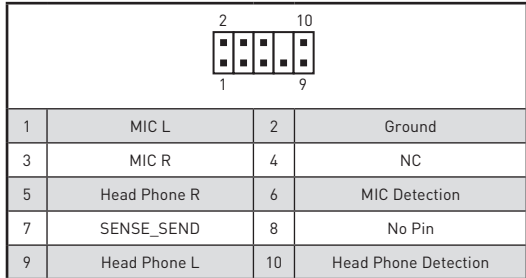 2 10
1 9
1 MIC L 2 Ground
3 MIC R 4 NC
5 Head Phone R 6 MIC Detection
7 SENSE_SEND 8 No Pin
9 Head Phone L 10 Head Phone Detection